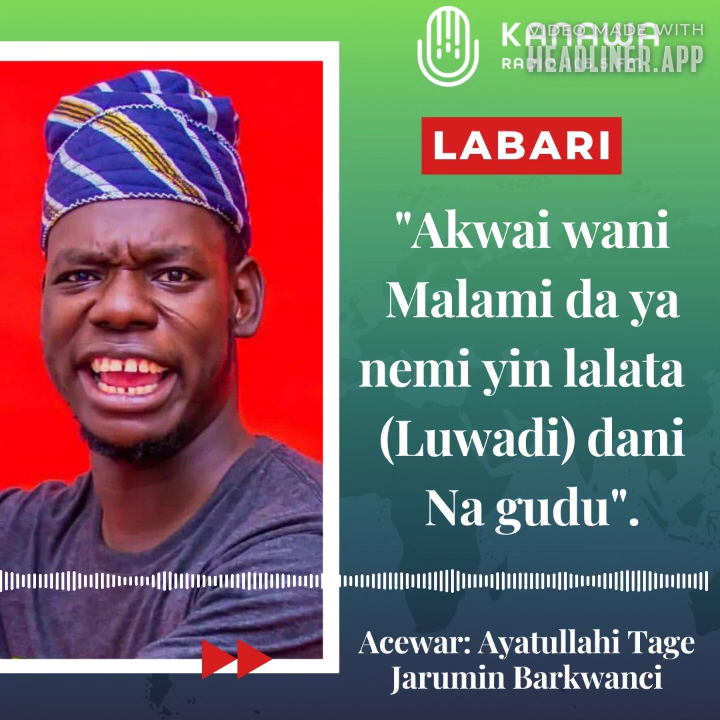 KANAWA
VIDEO MADE WITH
HEADLINER.APP
LABARI
"Akwai wani
Malami da ya
nemi yin lalata
(Luwadi) dani
Na gudu".
Acewar: Ayatullahi Tage
Jarumin Barkwanci